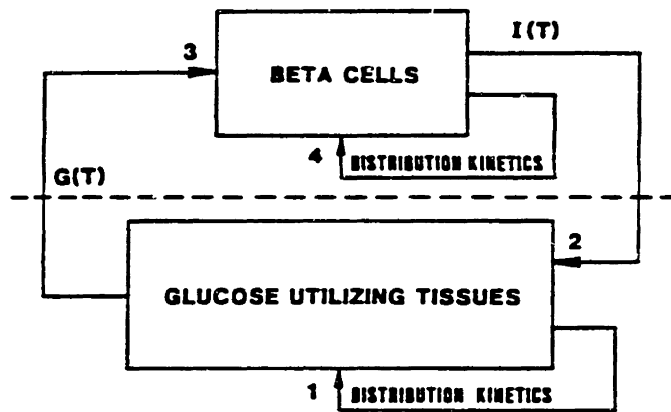 I(T)
3
BETA CELLS
4
DISTRIBUTION KINETICS
G(T)
2
GLUCOSE UTILIZING TISSUES
1
DISTRIBUTION KINETICS